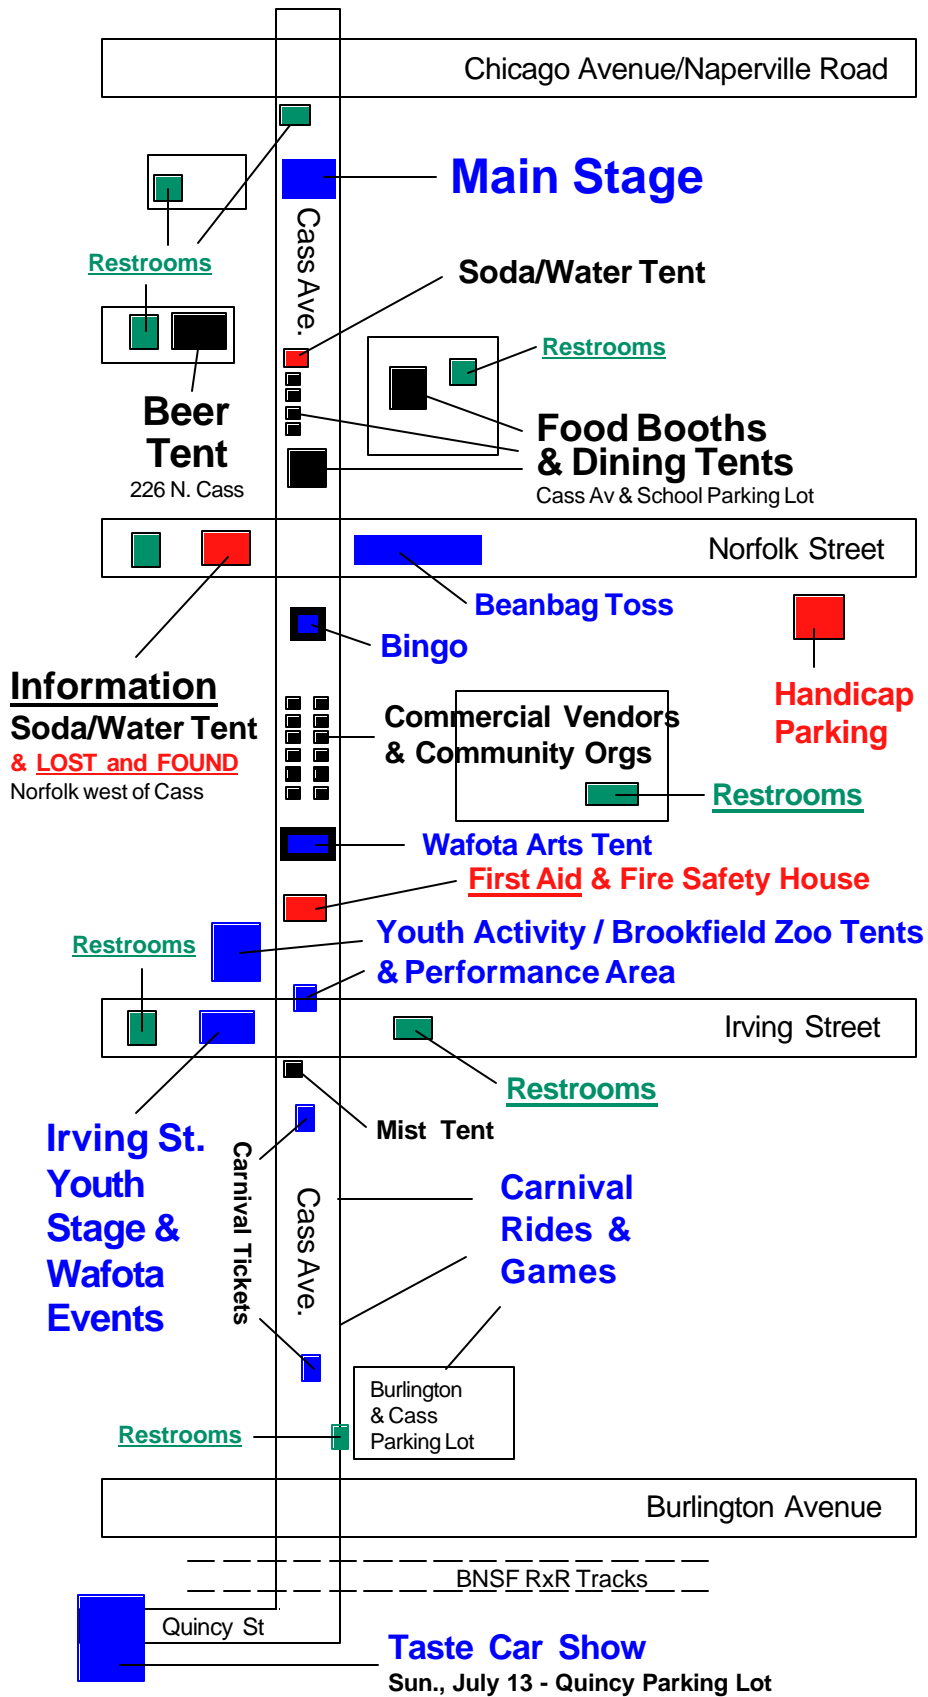 Chicago Avenue/Naperville Road
Main Stage
Cass Ave.
Restrooms
Soda/Water Tent
Restrooms
Beer
Tent
226 N. Cass
Food Booths
& Dining Tents
Cass Av & School Parking Lot
Norfolk Street
Beanbag Toss
Bingo
Information
Soda/Water Tent
& LOST and FOUND
Norfolk west of Cass
Handicap
Parking
Commercial Vendors
& Community Orgs
Restrooms
Wafota Arts Tent
First Aid & Fire Safety House
Youth Activity / Brookfield Zoo Tents
& Performance Area
Restrooms
Irving Street
Restrooms
Mist Tent
Irving St.
Youth
Stage &
Wafota
Events
Carnival Tickets
Cass Ave.
Carnival
Rides &
Games
Burlington
& Cass
Parking Lot
Restrooms
Burlington Avenue
BNSF RxR Tracks
Quincy St
Taste Car Show
Sun., July 13 - Quincy Parking Lot